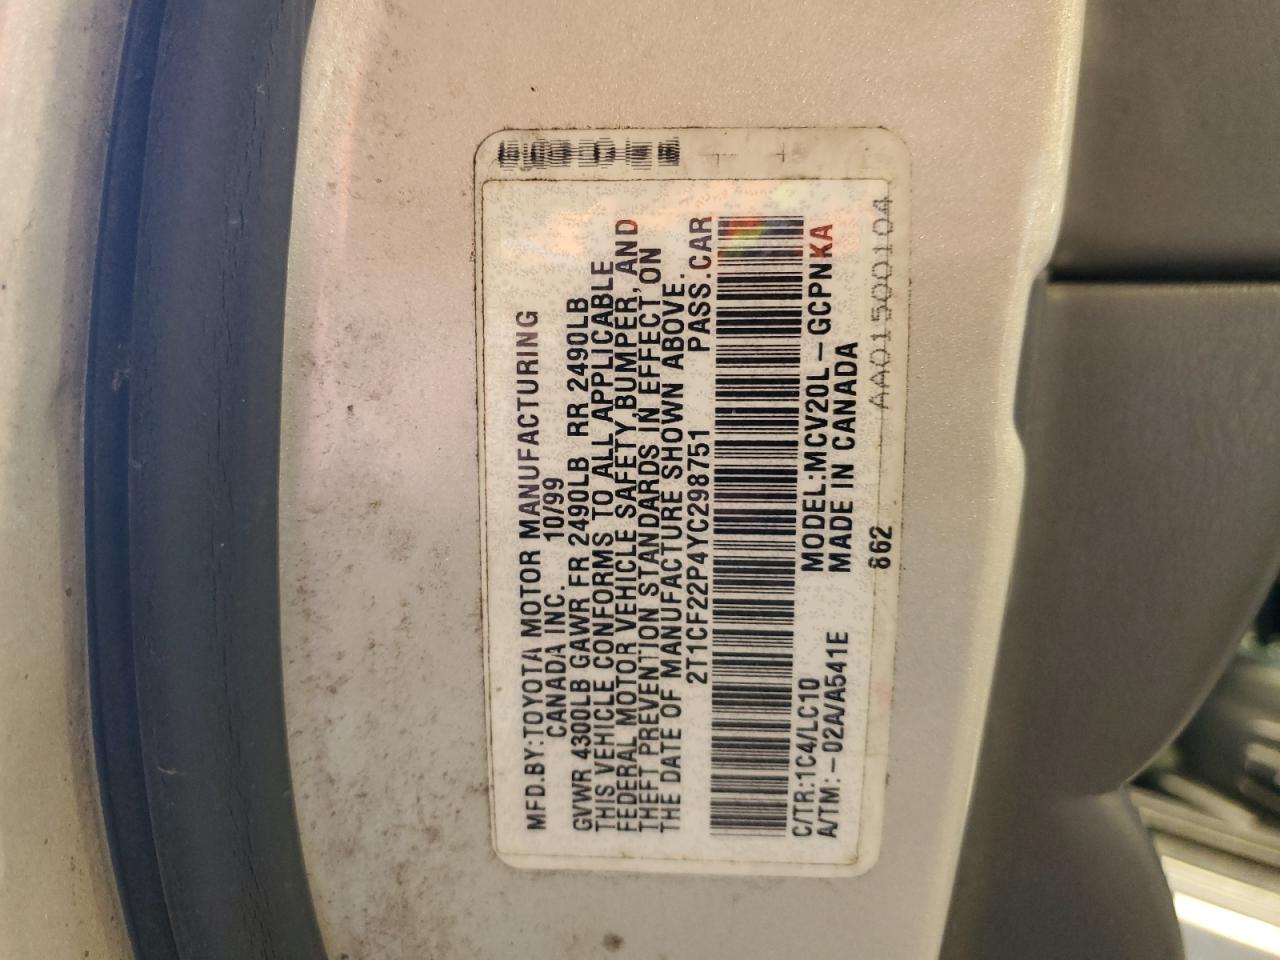 MFD.BY:TOYOTA MOTOR MANUFACTURING
CANADA INC. 10/99
GVWR 4300LB GAWR FR 2490LB RR 2490LB
THIS VEHICLE CONFORMS TO ALL APPLICABLE
FEDERAL MOTOR VEHICLE SAFETY,BUMPER, AND
THEFT PREVENTION STANDARDS IN EFFECT ON
THE DATE OF MANUFACTURE SHOWN ABOVE.
2T1CF22P4YC298751 PASS.CAR
C/TR:1C4/LC10 MODEL:MCV20L-GCPNKA
A/TM:-02A/A541E MADE IN CANADA
862 AA01500104